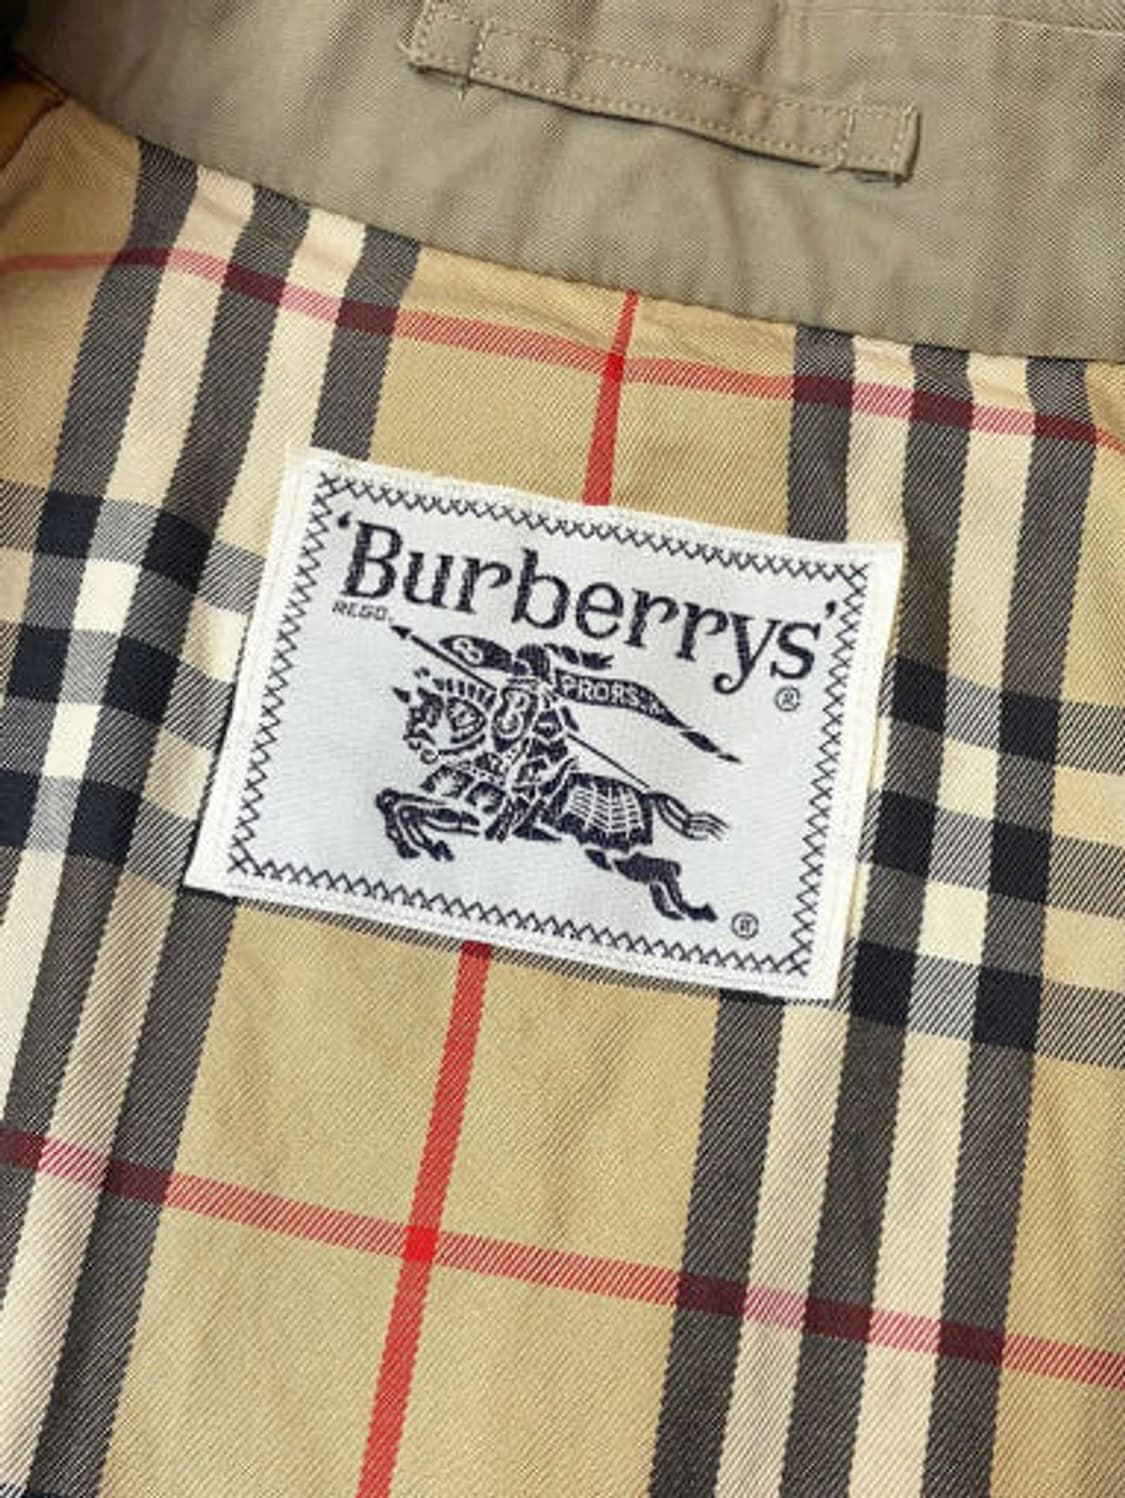 'Burberrys'
REGD.
®
PRORSUM
®